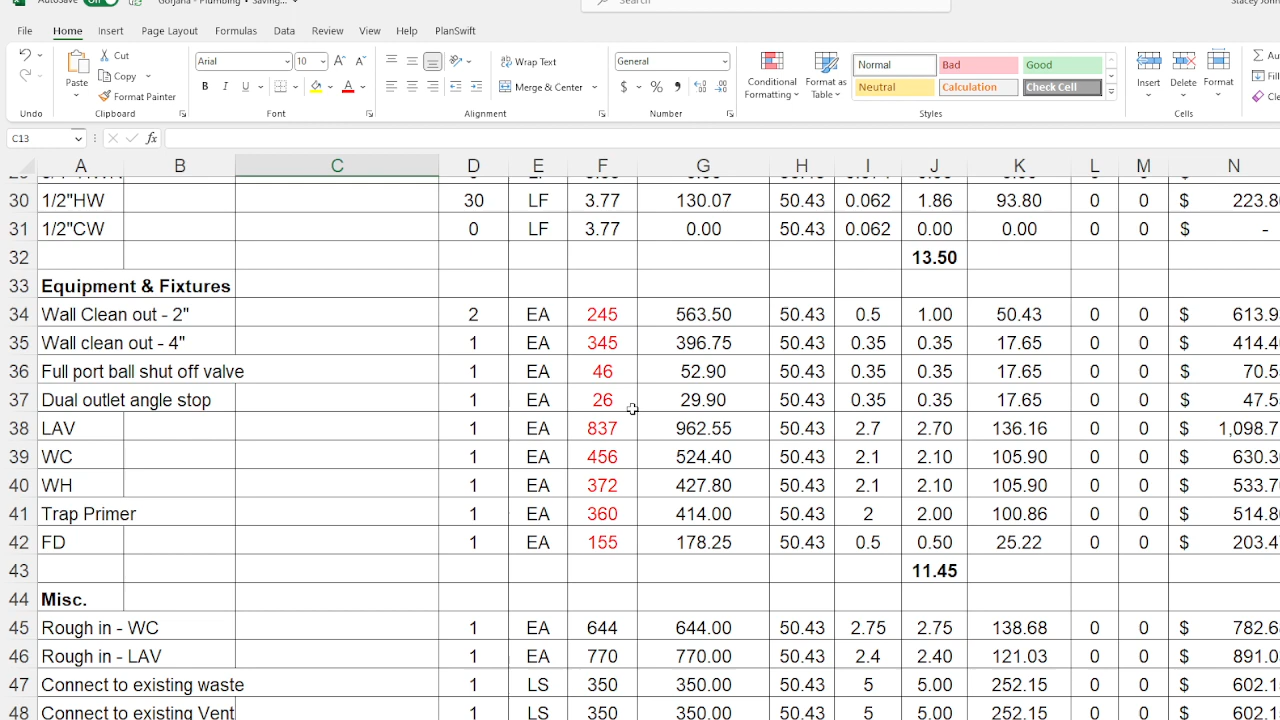 AutoSave On Gorjana - Plumbing • Saving...
Search
Stacey
File Home Insert Page Layout Formulas Data Review View Help PlanSwift
Paste Cut Copy Format Painter
Arial 10 A A
B I U A
Wrap Text
Merge & Center
General
$ % 9
Conditional Formatting
Format as Table
Normal Bad Good
Neutral Calculation Check Cell
Insert Delete Format
Undo Clipboard Font Alignment Number Styles Cells
C13 fx
A B C D E F G H I J K L M N
30 1/2"HW 30 LF 3.77 130.07 50.43 0.062 1.86 93.80 0 0 $ 223.8
31 1/2"CW 0 LF 3.77 0.00 50.43 0.062 0.00 0.00 0 0 $ -
32 13.50
33 Equipment & Fixtures
34 Wall Clean out - 2" 2 EA 245 563.50 50.43 0.5 1.00 50.43 0 0 $ 613.9
35 Wall clean out - 4" 1 EA 345 396.75 50.43 0.35 0.35 17.65 0 0 $ 414.4
36 Full port ball shut off valve 1 EA 46 52.90 50.43 0.35 0.35 17.65 0 0 $ 70.5
37 Dual outlet angle stop 1 EA 26 29.90 50.43 0.35 0.35 17.65 0 0 $ 47.5
38 LAV 1 EA 837 962.55 50.43 2.7 2.70 136.16 0 0 $ 1,098.7
39 WC 1 EA 456 524.40 50.43 2.1 2.10 105.90 0 0 $ 630.3
40 WH 1 EA 372 427.80 50.43 2.1 2.10 105.90 0 0 $ 533.7
41 Trap Primer 1 EA 360 414.00 50.43 2 2.00 100.86 0 0 $ 514.8
42 FD 1 EA 155 178.25 50.43 0.5 0.50 25.22 0 0 $ 203.4
43 11.45
44 Misc.
45 Rough in - WC 1 EA 644 644.00 50.43 2.75 2.75 138.68 0 0 $ 782.6
46 Rough in - LAV 1 EA 770 770.00 50.43 2.4 2.40 121.03 0 0 $ 891.0
47 Connect to existing waste 1 LS 350 350.00 50.43 5 5.00 252.15 0 0 $ 602.1
48 Connect to existing Vent 1 LS 350 350.00 50.43 5 5.00 252.15 0 0 $ 602.1